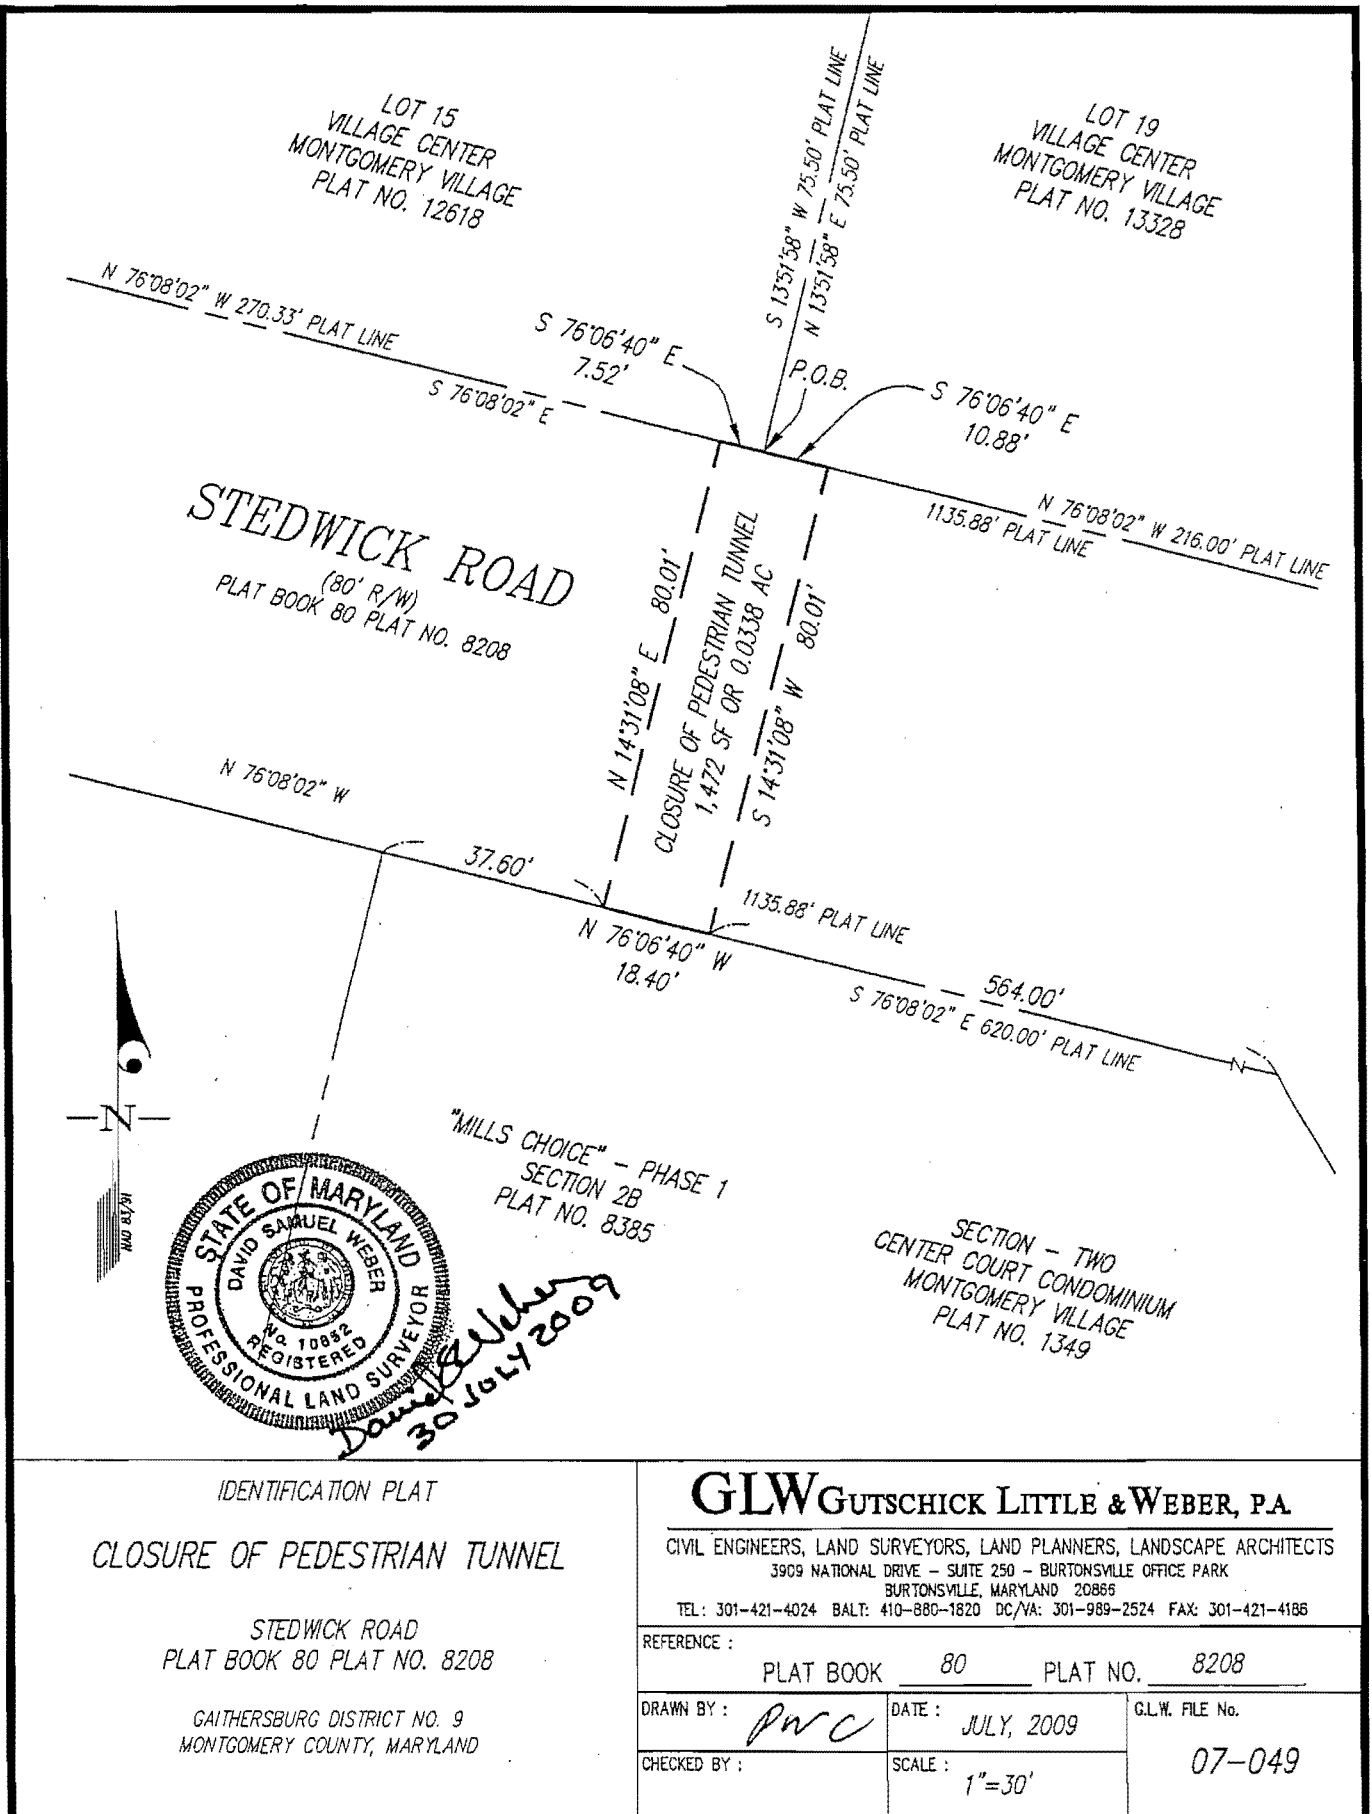 LOT 15
VILLAGE CENTER
MONTGOMERY VILLAGE
PLAT NO. 12618
S 13°51'58" W 75.50' PLAT LINE
N 13°51'58" E 75.50' PLAT LINE
LOT 19
VILLAGE CENTER
MONTGOMERY VILLAGE
PLAT NO. 13328
N 76°08'02" W 270.33' PLAT LINE
S 76°08'02" E
S 76°06'40" E
7.52'
P.O.B.
S 76°06'40" E
10.88'
N 76°08'02" W 216.00' PLAT LINE
1135.88' PLAT LINE
STEDWICK ROAD
(80' R/W)
PLAT BOOK 80 PLAT NO. 8208
N 14°31'08" E 80.01'
CLOSURE OF PEDESTRIAN TUNNEL
1,472 SF OR 0.0338 AC
S 14°31'08" W 80.01'
N 76°08'02" W
37.60'
N 76°06'40" W
18.40'
1135.88' PLAT LINE
564.00'
S 76°08'02" E 620.00' PLAT LINE
N
N
NAD 83/91
"MILLS CHOICE" - PHASE 1
SECTION 2B
PLAT NO. 8385
SECTION - TWO
CENTER COURT CONDOMINIUM
MONTGOMERY VILLAGE
PLAT NO. 1349
STATE OF MARYLAND
DAVID SAMUEL WEBER
No. 10852
REGISTERED
PROFESSIONAL LAND SURVEYOR
David S Weber
30 JULY 2009
IDENTIFICATION PLAT
CLOSURE OF PEDESTRIAN TUNNEL
STEDWICK ROAD
PLAT BOOK 80 PLAT NO. 8208
GAITHERSBURG DISTRICT NO. 9
MONTGOMERY COUNTY, MARYLAND
GLW GUTSCHICK LITTLE & WEBER, P.A.
CIVIL ENGINEERS, LAND SURVEYORS, LAND PLANNERS, LANDSCAPE ARCHITECTS
3909 NATIONAL DRIVE - SUITE 250 - BURTONSVILLE OFFICE PARK
BURTONSVILLE, MARYLAND 20866
TEL: 301-421-4024 BALT: 410-880-1820 DC/VA: 301-989-2524 FAX: 301-421-4186
REFERENCE :
PLAT BOOK 80 PLAT NO. 8208
DRAWN BY : PWC
DATE : JULY, 2009
G.L.W. FILE No.
07-049
CHECKED BY :
SCALE : 1"=30'